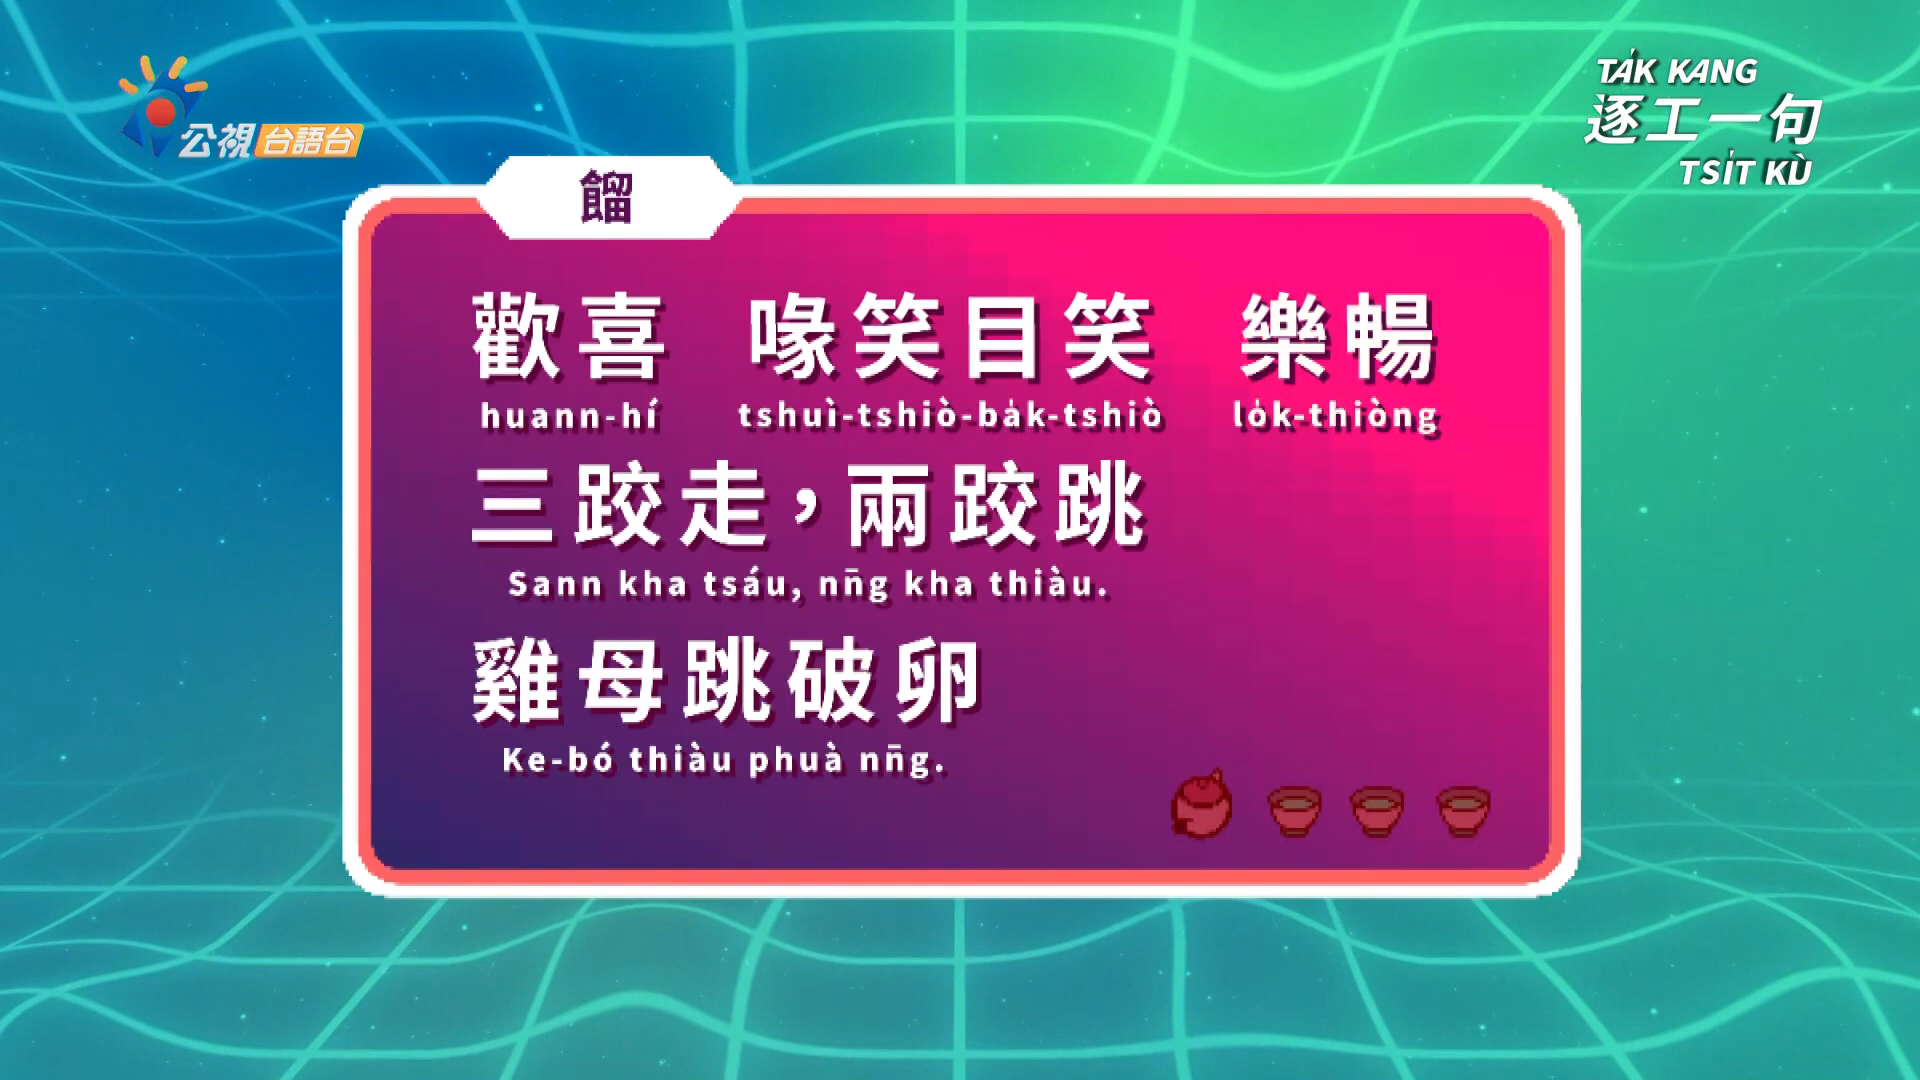 公視台語台
TA̍K KANG
逐工一句
TSI̍T KÙ
餾
歡喜 喙笑目笑 樂暢
huann-hí tshuì-tshiò-ba̍k-tshiò lo̍k-thiòng
三跤走，兩跤跳
Sann kha tsáu, nn̄g kha thiàu.
雞母跳破卵
Ke-bó thiàu phuà nn̄g.